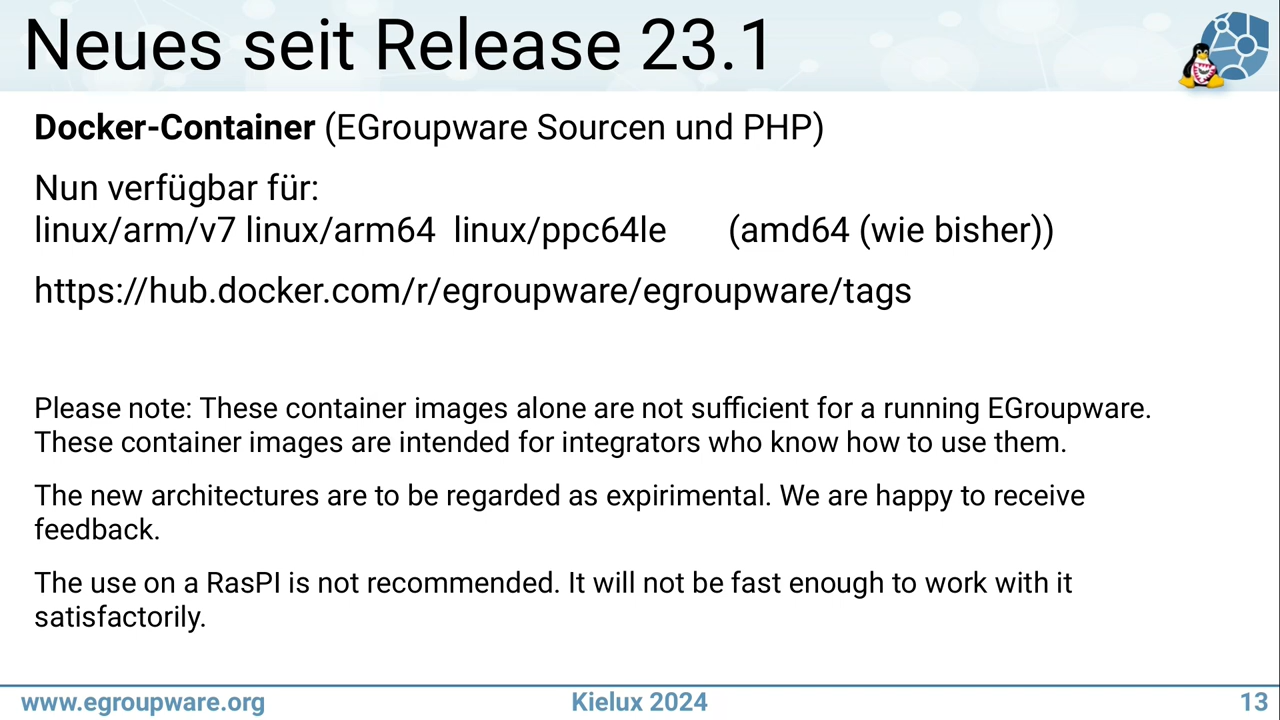 Neues seit Release 23.1
Docker-Container (EGroupware Sourcen und PHP)
Nun verfügbar für:
linux/arm/v7 linux/arm64 linux/ppc64le (amd64 (wie bisher))
https://hub.docker.com/r/egroupware/egroupware/tags
Please note: These container images alone are not sufficient for a running EGroupware.
These container images are intended for integrators who know how to use them.
The new architectures are to be regarded as expirimental. We are happy to receive
feedback.
The use on a RasPI is not recommended. It will not be fast enough to work with it
satisfactorily.
www.egroupware.org Kielux 2024 13